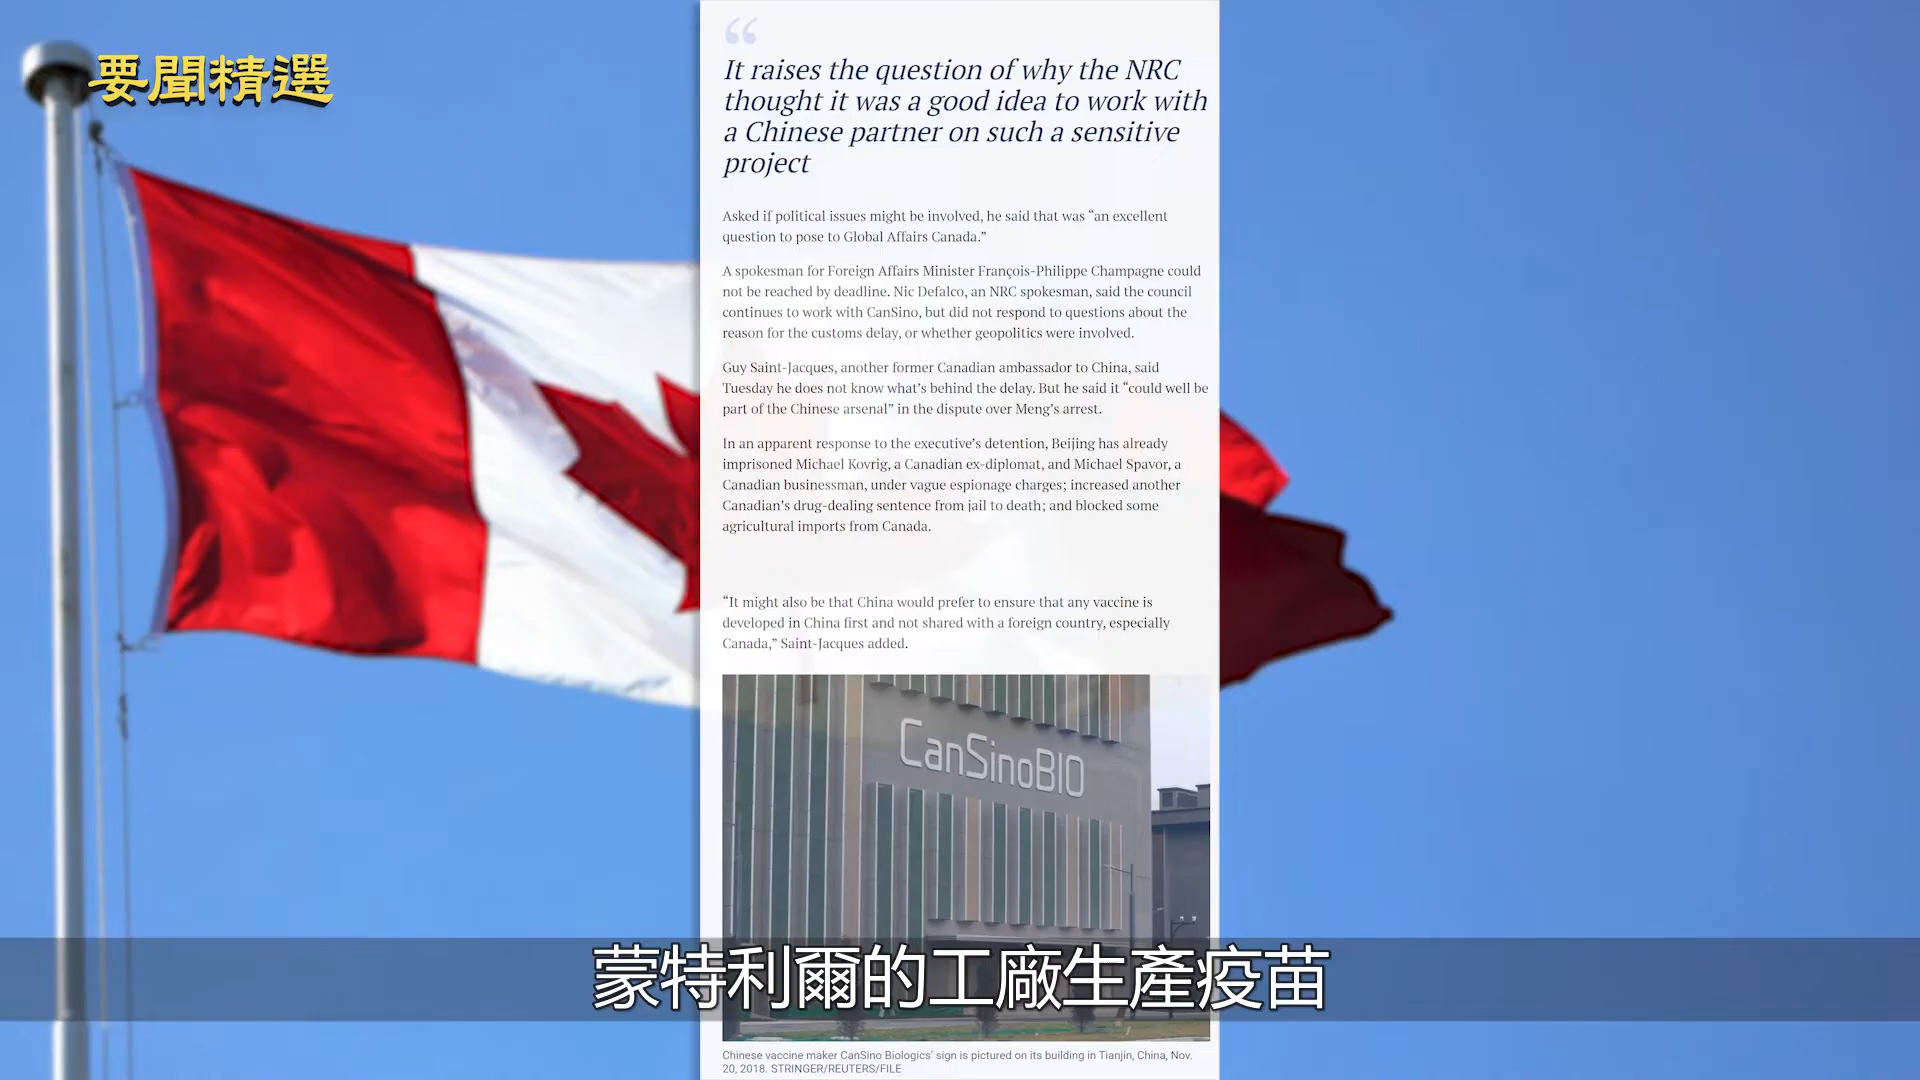 要聞精選
“
It raises the question of why the NRC
thought it was a good idea to work with
a Chinese partner on such a sensitive
project
Asked if political issues might be involved, he said that was “an excellent
question to pose to Global Affairs Canada.”
A spokesman for Foreign Affairs Minister François-Philippe Champagne could
not be reached by deadline. Nic Defalco, an NRC spokesman, said the council
continues to work with CanSino, but did not respond to questions about the
reason for the customs delay, or whether geopolitics were involved.
Guy Saint-Jacques, another former Canadian ambassador to China, said
Tuesday he does not know what’s behind the delay. But he said it “could well be
part of the Chinese arsenal” in the dispute over Meng’s arrest.
In an apparent response to the executive’s detention, Beijing has already
imprisoned Michael Kovrig, a Canadian ex-diplomat, and Michael Spavor, a
Canadian businessman, under vague espionage charges; increased another
Canadian’s drug-dealing sentence from jail to death; and blocked some
agricultural imports from Canada.
“It might also be that China would prefer to ensure that any vaccine is
developed in China first and not shared with a foreign country, especially
Canada,” Saint-Jacques added.
CanSinoBIO
蒙特利爾的工廠生產疫苗
Chinese vaccine maker CanSino Biologics’ sign is pictured on its building in Tianjin, China, Nov.
20, 2018. STRINGER/REUTERS/FILE